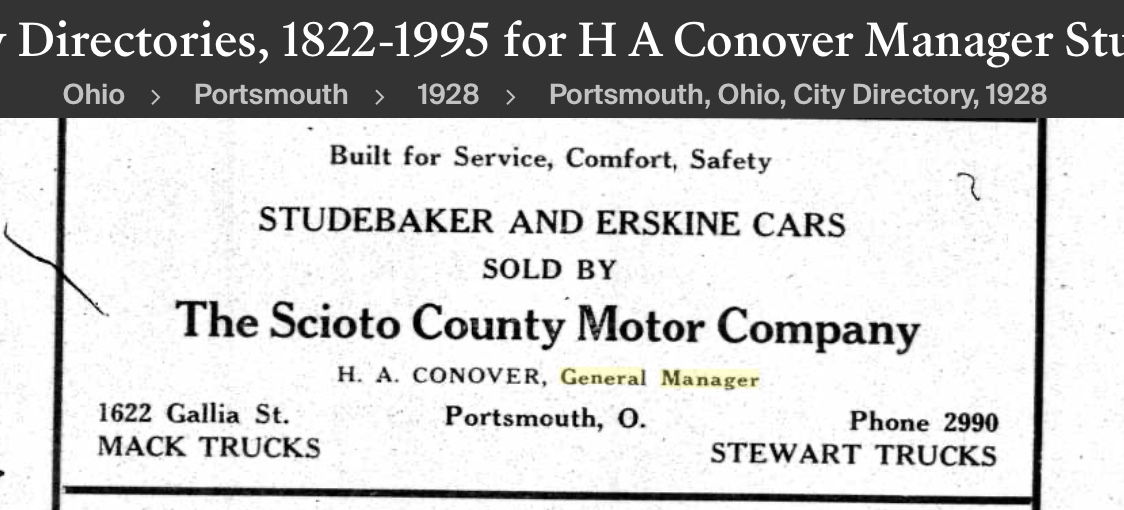 Directories, 1822-1995 for H A Conover Manager
Ohio > Portsmouth > 1928 > Portsmouth, Ohio, City Directory, 1928
Built for Service, Comfort, Safety
STUDEBAKER AND ERSKINE CARS
SOLD BY
The Scioto County Motor Company
H. A. CONOVER, General Manager
1622 Gallia St. Portsmouth, O. Phone 2990
MACK TRUCKS STEWART TRUCKS